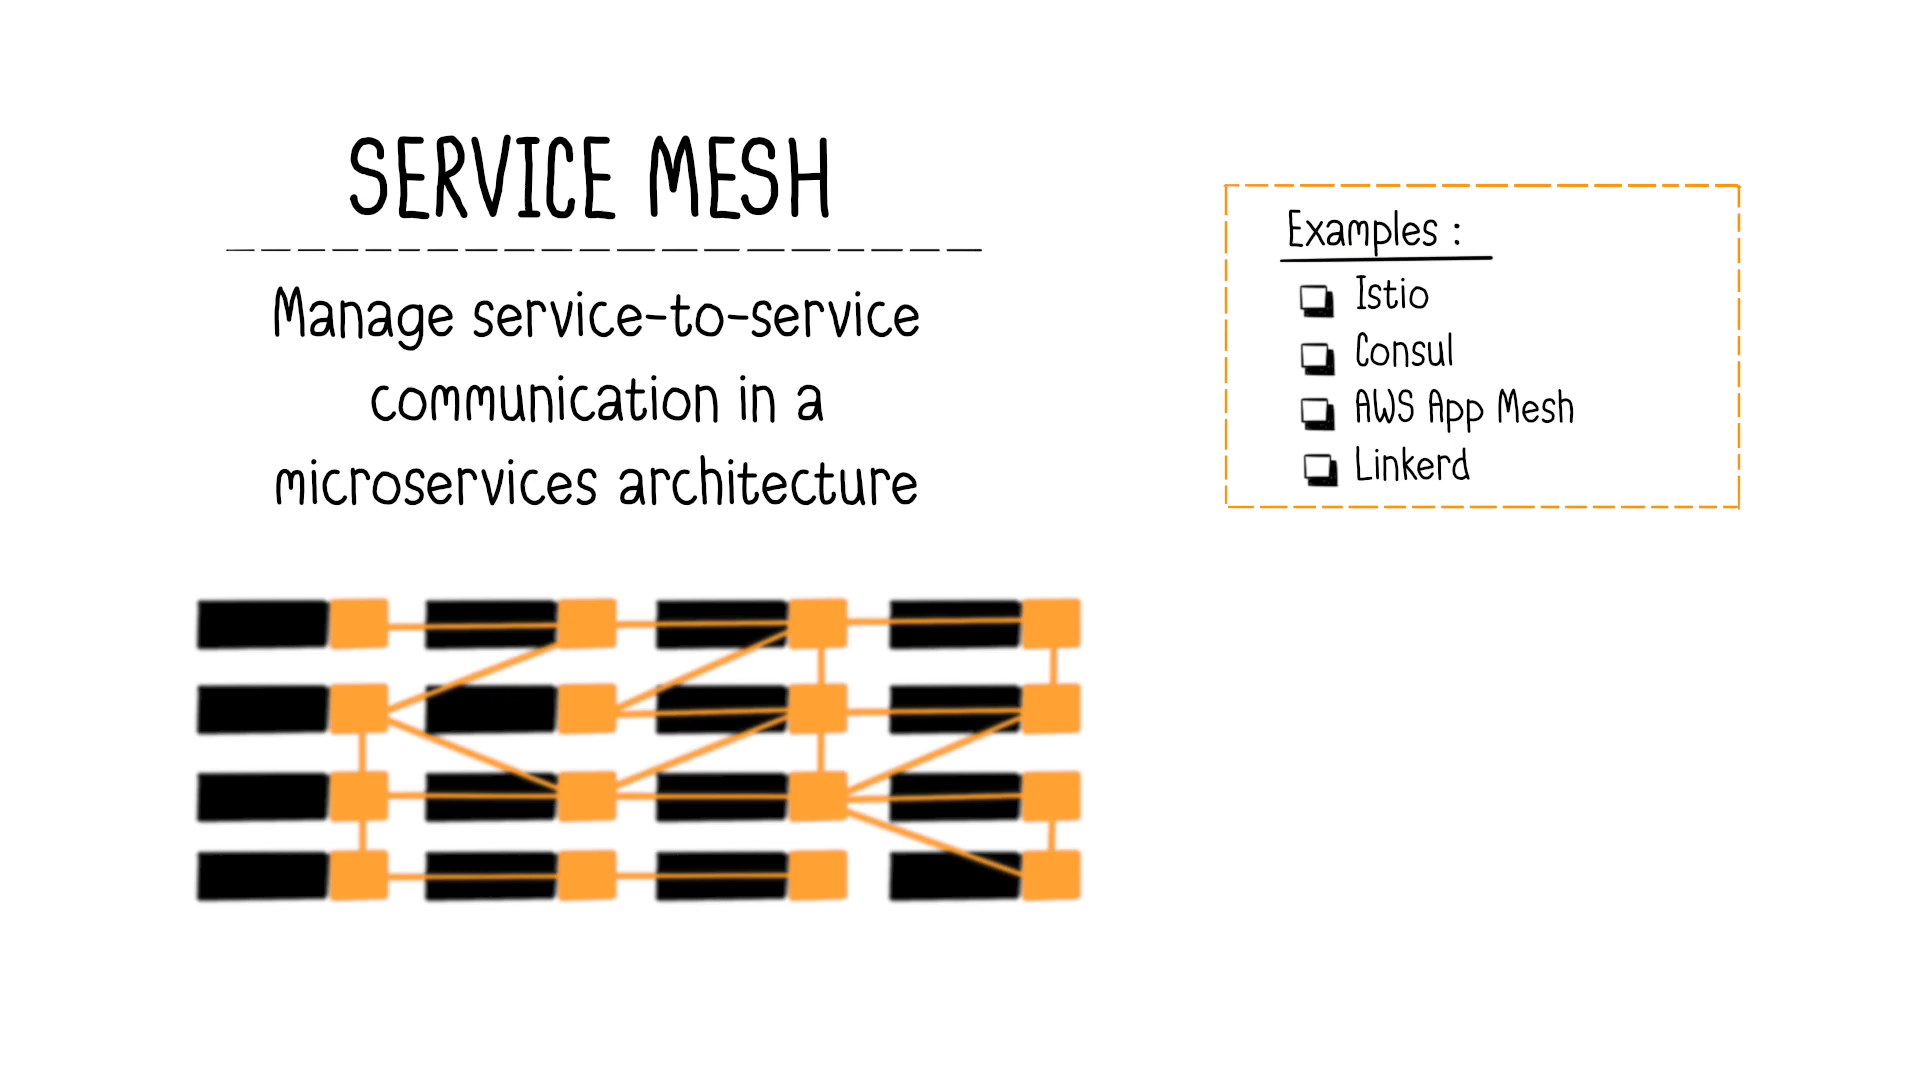 SERVICE MESH
Manage service-to-service
communication in a
microservices architecture
Examples :
Istio
Consul
AWS App Mesh
Linkerd